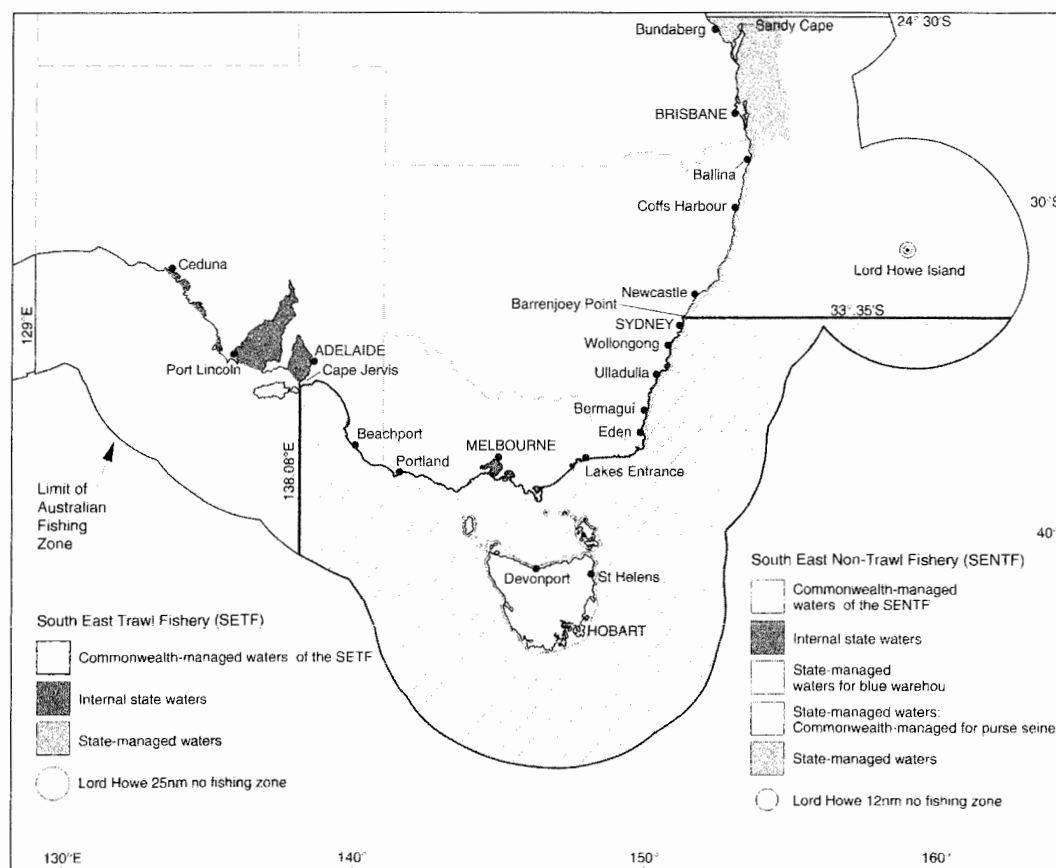 Bundaberg
Sandy Cape
24° 30'S
BRISBANE
Ballina
Coffs Harbour
30°S
Ceduna
Lord Howe Island
Newcastle
Barrenjoey Point
33°.35'S
SYDNEY
129°E
Wollongong
ADELAIDE
Port Lincoln
Cape Jervis
Ulladulla
Bermagui
Beachport
Eden
MELBOURNE
138.08°E
Portland
Lakes Entrance
Limit of
Australian
Fishing
Zone
40°
Devonport
St Helens
HOBART
South East Trawl Fishery (SETF)
Commonwealth-managed waters of the SETF
Internal state waters
State-managed waters
Lord Howe 25nm no fishing zone
South East Non-Trawl Fishery (SENTF)
Commonwealth-managed
waters of the SENTF
Internal state waters
State-managed
waters for blue warehou
State-managed waters:
Commonwealth-managed for purse seine
State-managed waters
Lord Howe 12nm no fishing zone
130°E
140°
150°
160°